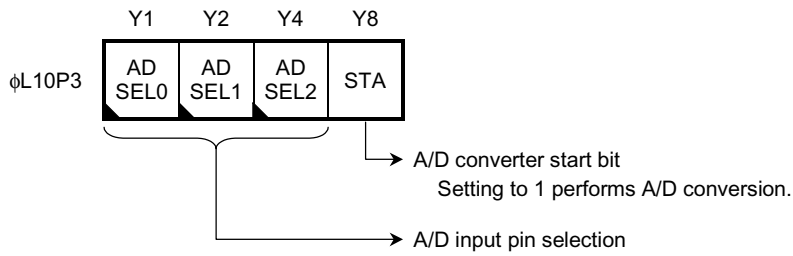 Y1 Y2 Y4 Y8
ϕL10P3
AD SEL0
AD SEL1
AD SEL2
STA
A/D converter start bit
Setting to 1 performs A/D conversion.
A/D input pin selection